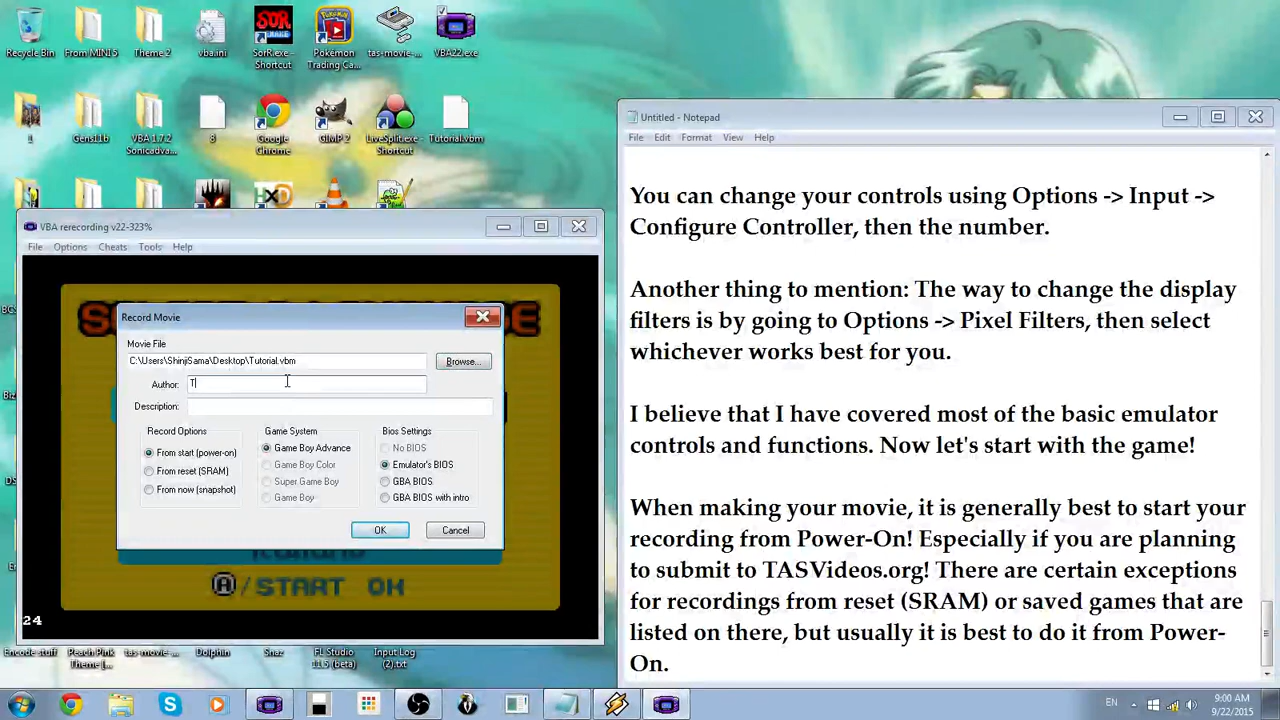 Recycle Bin
From MINI5
Theme 2
vba.ini
SorR.exe - Shortcut
Pokemon Trading Ca...
tas-movie-...
VBA22.exe
1
Gens11b
VBA 1.7.2 Sonicadva...
8
Google Chrome
GIMP 2
LiveSplit.exe - Shortcut
Tutorial.vbm
VBA rerecording v22-323%
File Options Cheats Tools Help
Record Movie
Movie File
C:\Users\ShinjiSama\Desktop\Tutorial.vbm
Browse...
Author: T
Description:
Record Options
From start (power-on)
From reset (SRAM)
From now (snapshot)
Game System
Game Boy Advance
Game Boy Color
Super Game Boy
Game Boy
Bios Settings
No BIOS
Emulator's BIOS
GBA BIOS
GBA BIOS with intro
OK
Cancel
A/START OK
24
Untitled - Notepad
File Edit Format View Help
You can change your controls using Options -> Input ->
Configure Controller, then the number.
Another thing to mention: The way to change the display
filters is by going to Options -> Pixel Filters, then select
whichever works best for you.
I believe that I have covered most of the basic emulator
controls and functions. Now let's start with the game!
When making your movie, it is generally best to start your
recording from Power-On! Especially if you are planning
to submit to TASVideos.org! There are certain exceptions
for recordings from reset (SRAM) or saved games that are
listed on there, but usually it is best to do it from Power-
On.
Encode stuff
Peach Pink Theme [...
tas-movie-...
Dolphin
Snaz
FL Studio 11.5 (beta)
Input Log (2).txt
EN
9:00 AM
9/22/2015